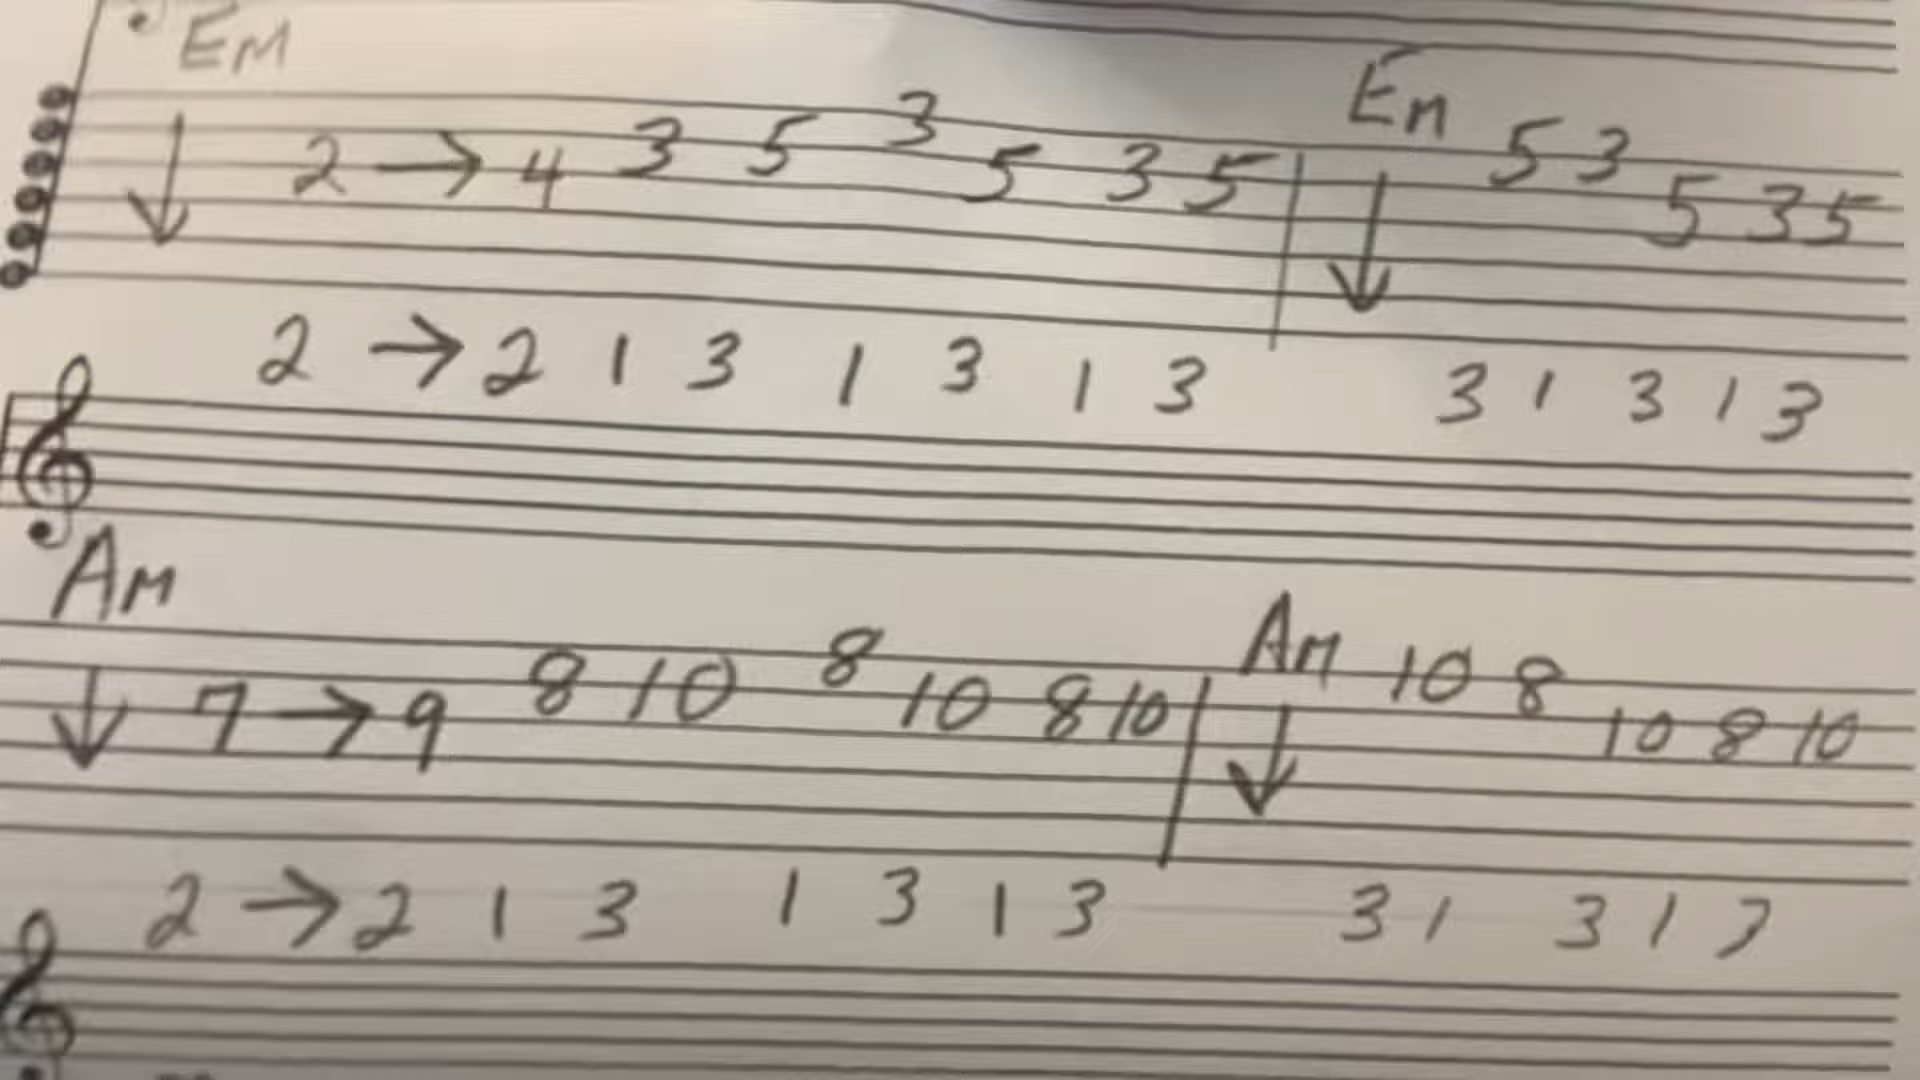 Em Em
↓ 2 → 4 3 5 3 5 3 5 ↓ 5 3 5 3 5
2 → 2 1 3 1 3 1 3 3 1 3 1 3
Am Am
↓ 7 → 9 8 10 8 10 8 10 ↓ 10 8 10 8 10
2 → 2 1 3 1 3 1 3 3 1 3 1